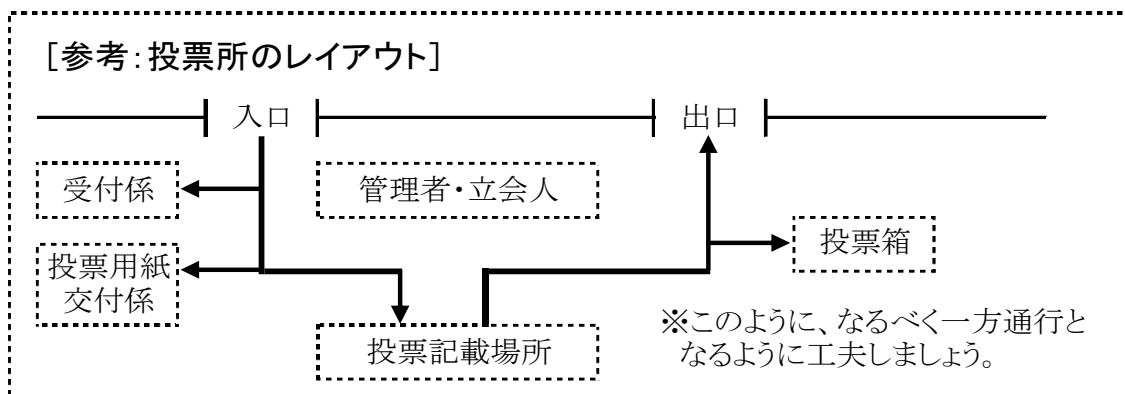 [参考:投票所のレイアウト]
入口
出口
受付係
管理者・立会人
投票箱
投票用紙
交付係
投票記載場所
※このように、なるべく一方通行と
なるように工夫しましょう。